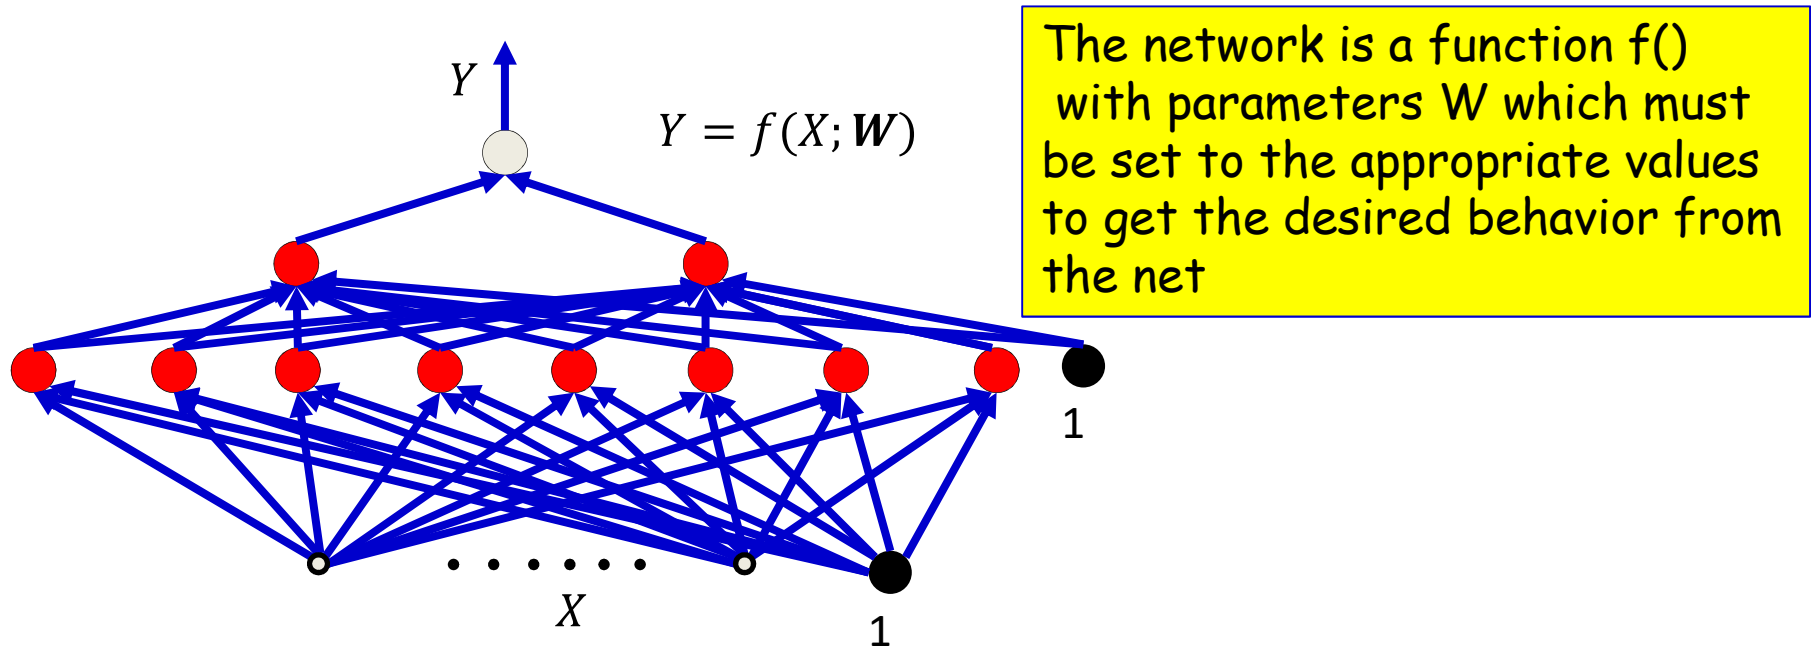 Y
Y = f(X; W)
The network is a function f()
with parameters W which must
be set to the appropriate values
to get the desired behavior from
the net
1
X
1